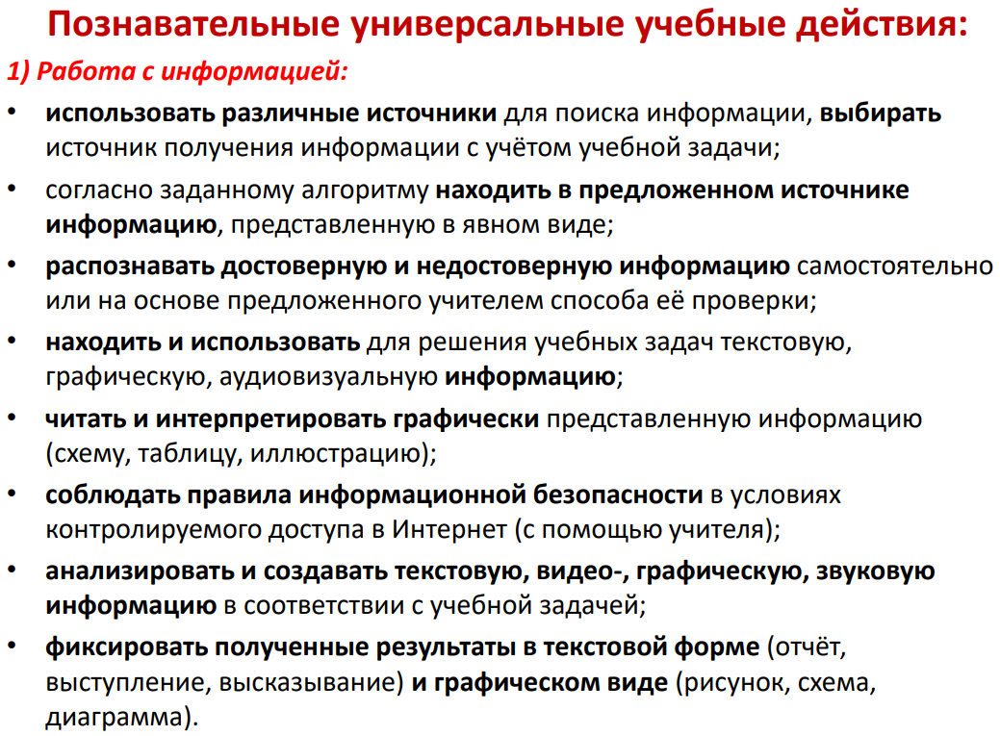 Познавательные универсальные учебные действия:
1) Работа с информацией:
• использовать различные источники для поиска информации, выбирать
источник получения информации с учётом учебной задачи;
• согласно заданному алгоритму находить в предложенном источнике
информацию, представленную в явном виде;
• распознавать достоверную и недостоверную информацию самостоятельно
или на основе предложенного учителем способа её проверки;
• находить и использовать для решения учебных задач текстовую,
графическую, аудиовизуальную информацию;
• читать и интерпретировать графически представленную информацию
(схему, таблицу, иллюстрацию);
• соблюдать правила информационной безопасности в условиях
контролируемого доступа в Интернет (с помощью учителя);
• анализировать и создавать текстовую, видео-, графическую, звуковую
информацию в соответствии с учебной задачей;
• фиксировать полученные результаты в текстовой форме (отчёт,
выступление, высказывание) и графическом виде (рисунок, схема,
диаграмма).